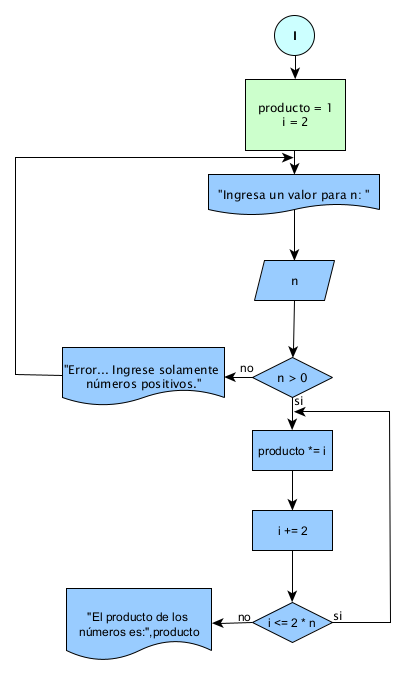 I
producto = 1
i = 2
"Ingresa un valor para n: "
n
n > 0
no
si
"Error... Ingrese solamente
números positivos."
producto *= i
i += 2
i <= 2 * n
no
si
"El producto de los
números es:",producto